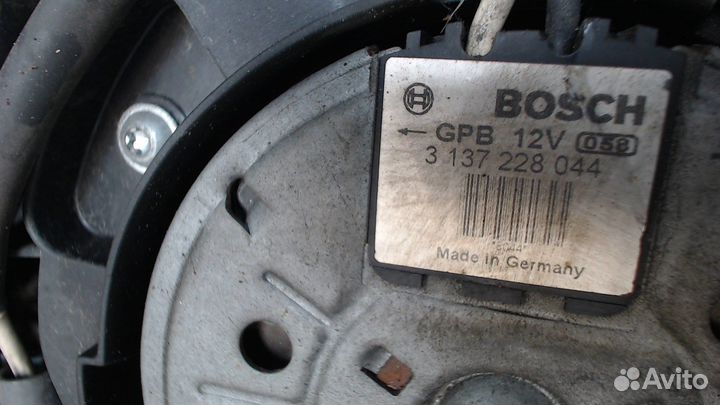 BOSCH
← GPB 12V 058
3 137 228 044
Made in Germany
Avito